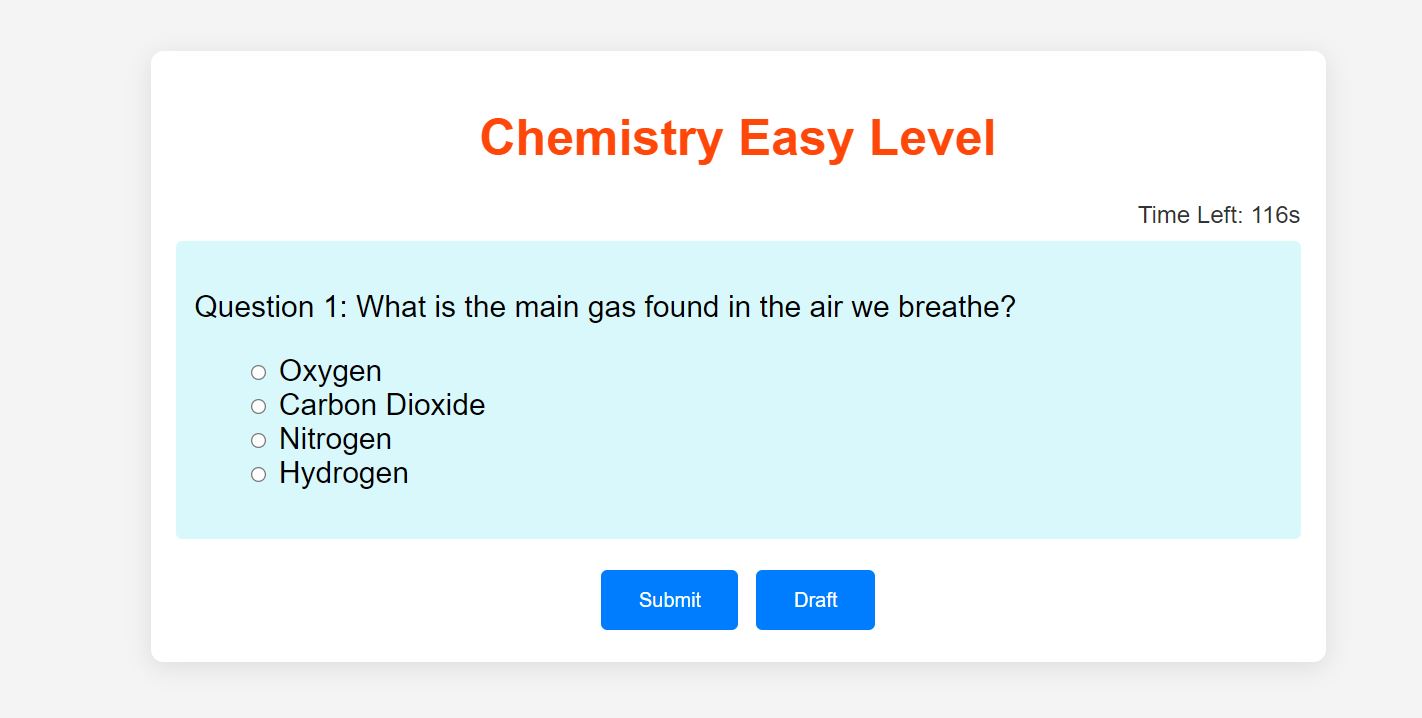 Chemistry Easy Level
Time Left: 116s
Question 1: What is the main gas found in the air we breathe?
Oxygen
Carbon Dioxide
Nitrogen
Hydrogen
Submit
Draft